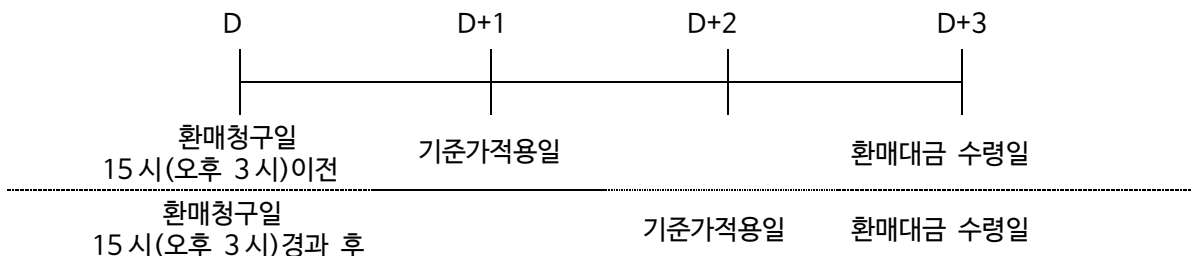 D D+1 D+2 D+3
환매청구일
15시(오후 3시)이전 기준가적용일 환매대금 수령일
환매청구일
15시(오후 3시)경과 후 기준가적용일 환매대금 수령일